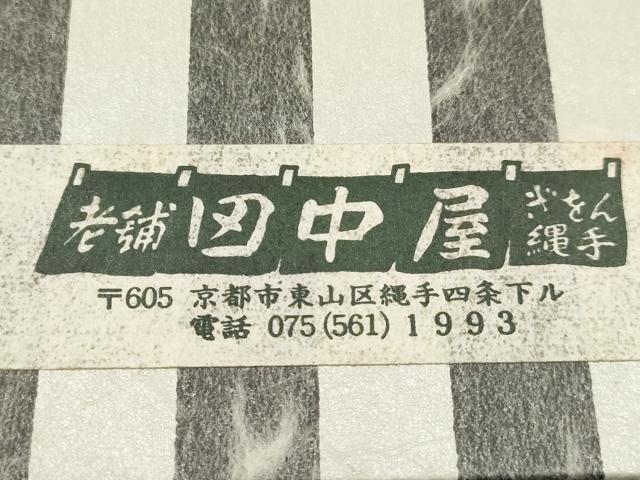 老舗 田中屋 ぎをん
縄手
〒605 京都市東山区縄手四条下ル
電話 075(561)1993